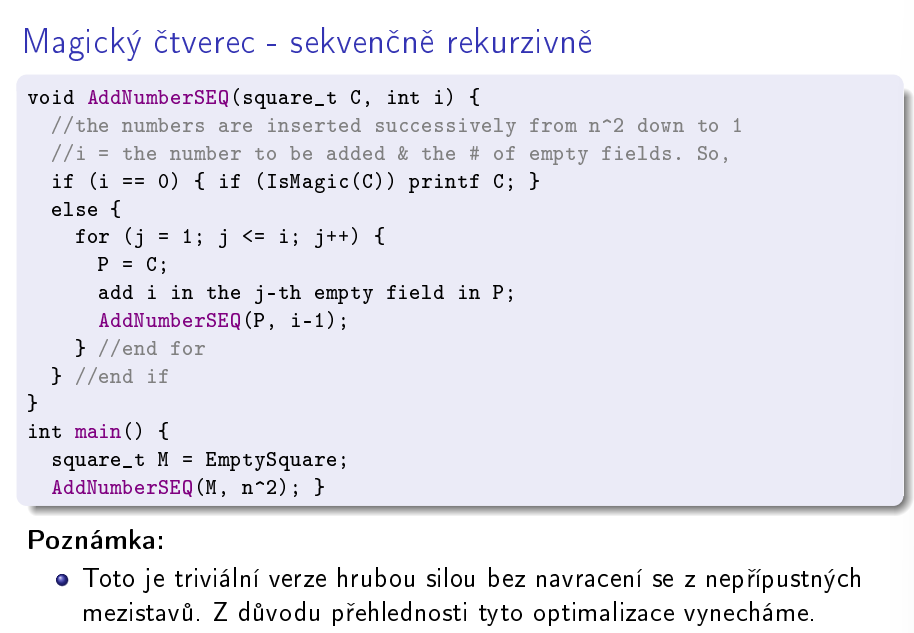 Magický čtverec - sekvenčně rekurzivně
void AddNumberSEQ(square_t C, int i) {
//the numbers are inserted successively from n^2 down to 1
//i = the number to be added & the # of empty fields. So,
if (i == 0) { if (IsMagic(C)) printf C; }
else {
for (j = 1; j <= i; j++) {
P = C;
add i in the j-th empty field in P;
AddNumberSEQ(P, i-1);
} //end for
} //end if
}
int main() {
square_t M = EmptySquare;
AddNumberSEQ(M, n^2); }
Poznámka:
Toto je triviální verze hrubou silou bez navracení se z nepřípustných
mezistavů. Z důvodu přehlednosti tyto optimalizace vynecháme.